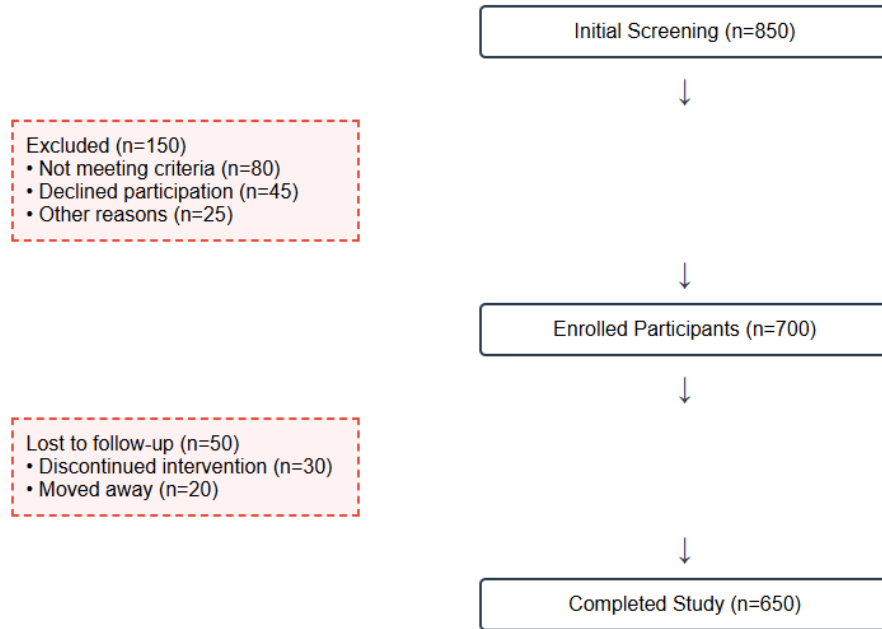 Initial Screening (n=850)
↓
Excluded (n=150)
• Not meeting criteria (n=80)
• Declined participation (n=45)
• Other reasons (n=25)
↓
Enrolled Participants (n=700)
↓
Lost to follow-up (n=50)
• Discontinued intervention (n=30)
• Moved away (n=20)
↓
Completed Study (n=650)